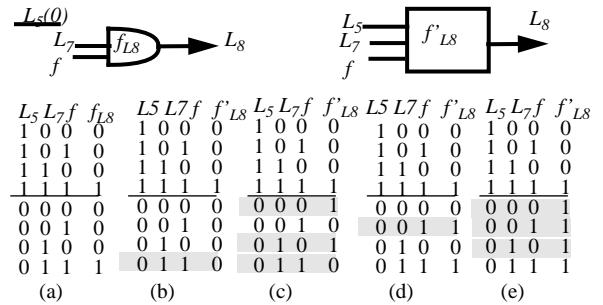 L5(0)
L7
f
fL8
L8
L5
L7
f
f'L8
L8
L5 L7 f fL8
1 0 0 0
1 0 1 0
1 1 0 0
1 1 1 1
0 0 0 0
0 0 1 0
0 1 0 0
0 1 1 1
(a)
L5 L7 f f'L8
1 0 0 0
1 0 1 0
1 1 0 0
1 1 1 1
0 0 0 0
0 0 1 0
0 1 0 0
0 1 1 0
(b)
L5 L7 f f'L8
1 0 0 0
1 0 1 0
1 1 0 0
1 1 1 1
0 0 0 1
0 0 1 0
0 1 0 1
0 1 1 0
(c)
L5 L7 f f'L8
1 0 0 0
1 0 1 0
1 1 0 0
1 1 1 1
0 0 0 0
0 0 1 1
0 1 0 0
0 1 1 1
(d)
L5 L7 f f'L8
1 0 0 0
1 0 1 0
1 1 0 0
1 1 1 1
0 0 0 1
0 0 1 1
0 1 0 1
0 1 1 1
(e)